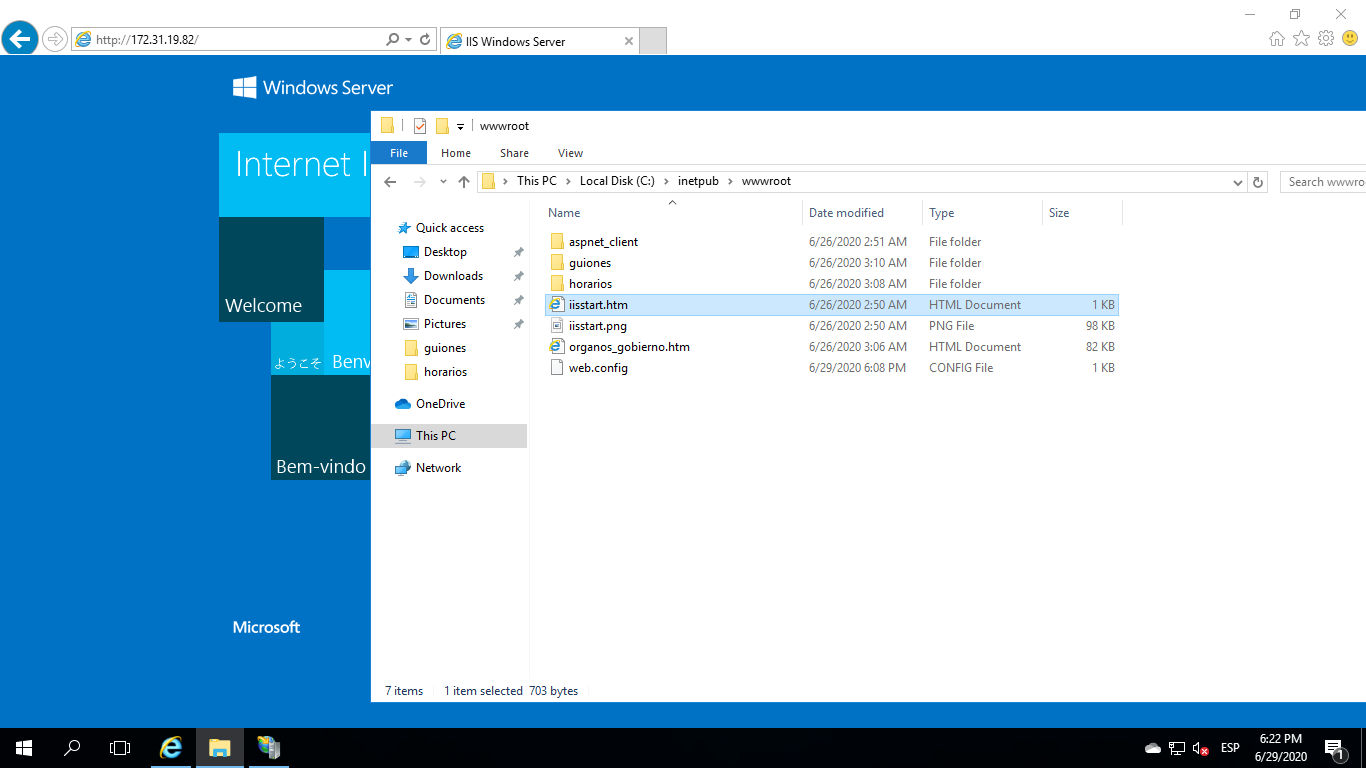 http://172.31.19.82/
IIS Windows Server
Windows Server
Internet I
Welcome
ようこそ
Benv
Bem-vindo
Microsoft
wwwroot
File Home Share View
This PC Local Disk (C:) inetpub wwwroot
Search wwwro
Name Date modified Type Size
Quick access
Desktop
Downloads
Documents
Pictures
guiones
horarios
OneDrive
This PC
Network
aspnet_client 6/26/2020 2:51 AM File folder
guiones 6/26/2020 3:10 AM File folder
horarios 6/26/2020 3:08 AM File folder
iisstart.htm 6/26/2020 2:50 AM HTML Document 1 KB
iisstart.png 6/26/2020 2:50 AM PNG File 98 KB
organos_gobierno.htm 6/26/2020 3:06 AM HTML Document 82 KB
web.config 6/29/2020 6:08 PM CONFIG File 1 KB
7 items 1 item selected 703 bytes
ESP
6:22 PM
6/29/2020
1